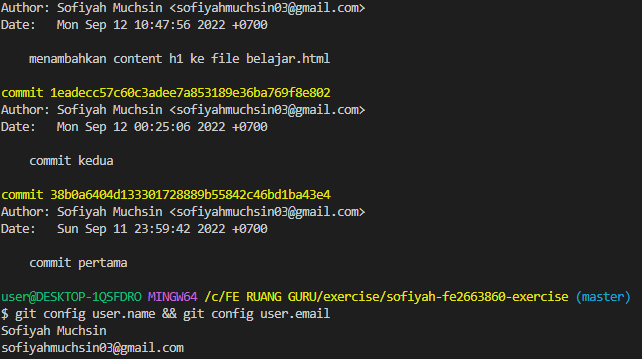 Author: Sofiyah Muchsin <sofiyahmuchsin03@gmail.com>
Date:   Mon Sep 12 10:47:56 2022 +0700
menambahkan content h1 ke file belajar.html
commit 1eadecc57c60c3adee7a853189e36ba769f8e802
Author: Sofiyah Muchsin <sofiyahmuchsin03@gmail.com>
Date:   Mon Sep 12 00:25:06 2022 +0700
commit kedua
commit 38b0a6404d133301728889b55842c46bd1ba43e4
Author: Sofiyah Muchsin <sofiyahmuchsin03@gmail.com>
Date:   Sun Sep 11 23:59:42 2022 +0700
commit pertama
user@DESKTOP-1QSFDRO MINGW64 /c/FE RUANG GURU/exercise/sofiyah-fe2663860-exercise (master)
$ git config user.name && git config user.email
Sofiyah Muchsin
sofiyahmuchsin03@gmail.com